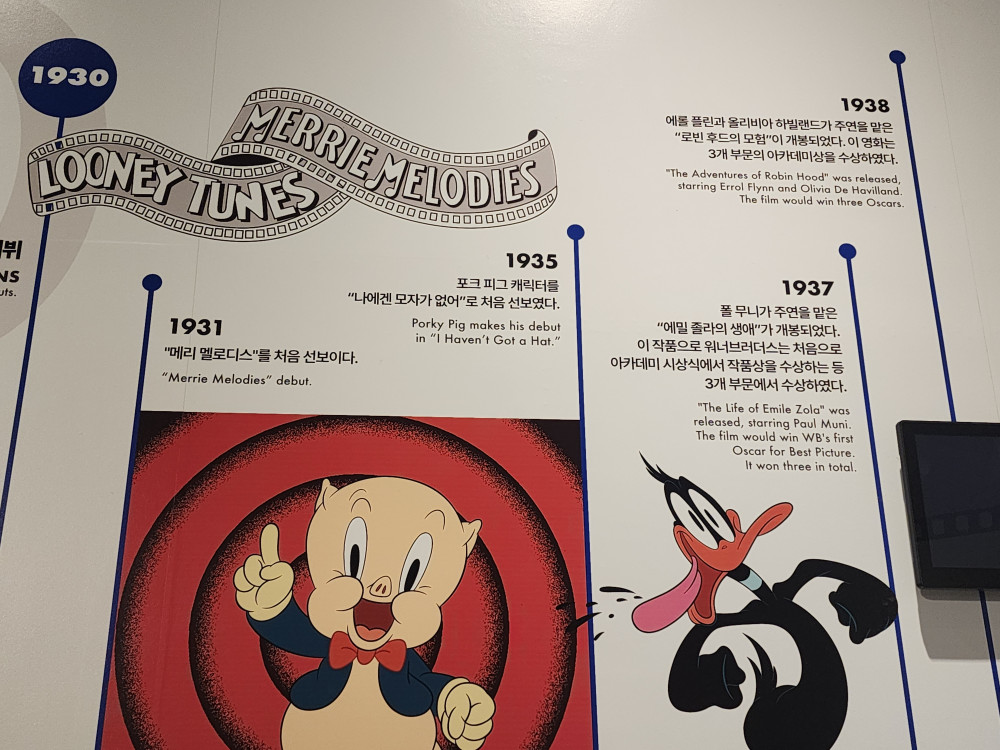 1930
LOONEY TUNES
MERRIE MELODIES
NS
uts.
1931
"메리 멜로디스"를 처음 선보이다.
“Merrie Melodies” debut.
1935
포크 피그 캐릭터를
“나에겐 모자가 없어”로 처음 선보였다.
Porky Pig makes his debut
in “I Haven’t Got a Hat.”
1938
에롤 플린과 올리비아 하빌랜드가 주연을 맡은
“로빈 후드의 모험”이 개봉되었다. 이 영화는
3개 부문의 아카데미상을 수상하였다.
"The Adventures of Robin Hood" was released,
starring Errol Flynn and Olivia De Havilland.
The film would win three Oscars.
1937
폴 무니가 주연을 맡은
“에밀 졸라의 생애”가 개봉되었다.
이 작품으로 워너브러더스는 처음으로
아카데미 시상식에서 작품상을 수상하는 등
3개 부문에서 수상하였다.
"The Life of Emile Zola" was
released, starring Paul Muni.
The film would win WB's first
Oscar for Best Picture.
It won three in total.